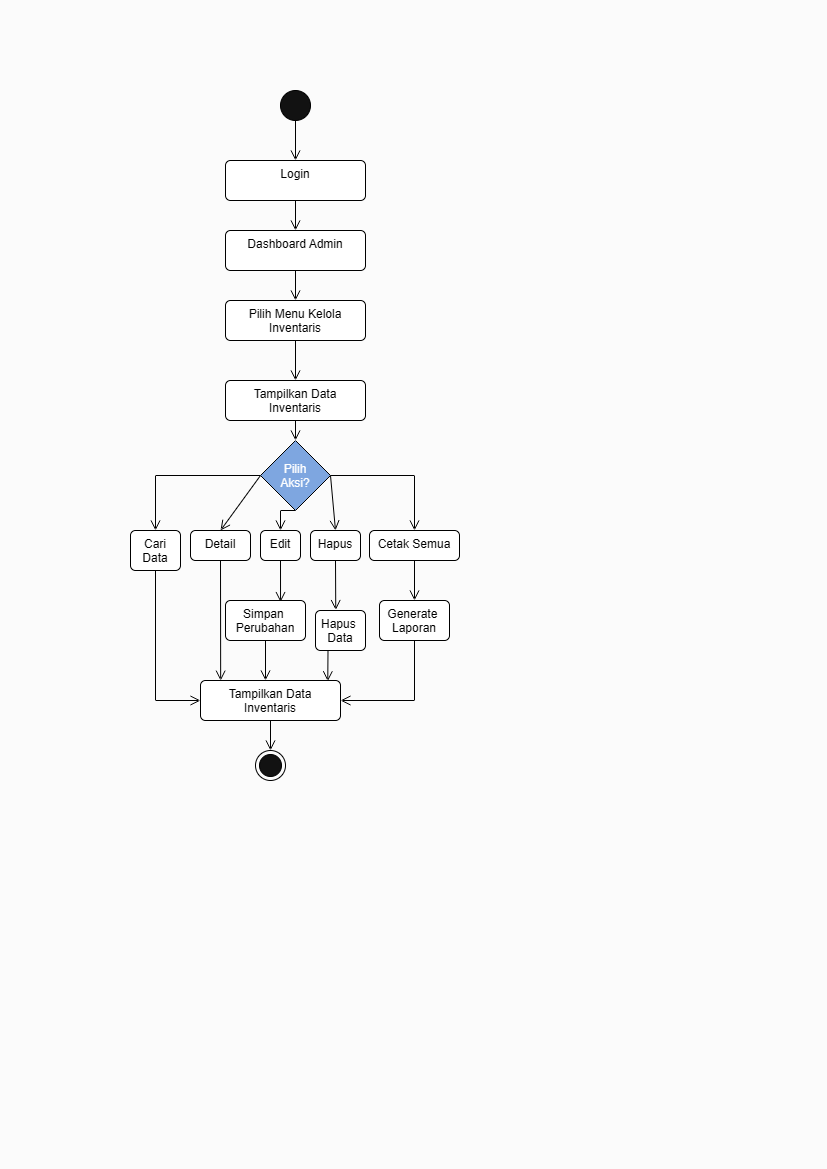 Login
Dashboard Admin
Pilih Menu Kelola
Inventaris
Tampilkan Data
Inventaris
Pilih
Aksi?
Cari
Data
Detail
Edit
Hapus
Cetak Semua
Simpan
Perubahan
Hapus
Data
Generate
Laporan
Tampilkan Data
Inventaris